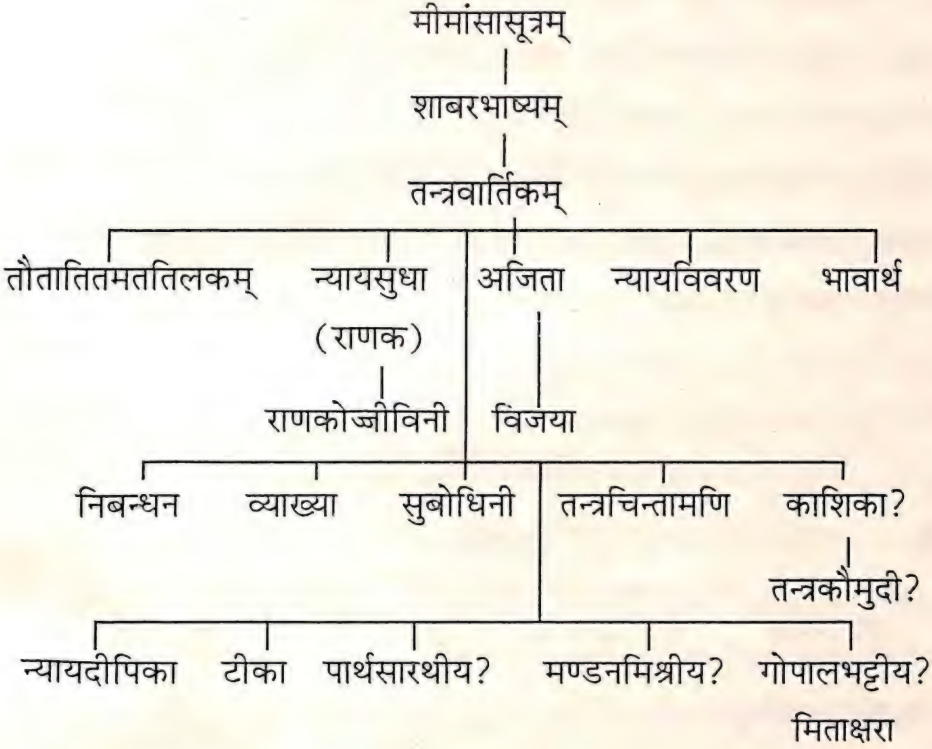 मीमांसासूत्रम्
शाबरभाष्यम्
तन्त्रवार्तिकम्
तौतातितमततिलकम् न्यायसुधा अजिता न्यायविवरण भावार्थ
(राणक)
राणकोज्जीविनी विजया
निबन्धन व्याख्या सुबोधिनी तन्त्रचिन्तामणि काशिका?
तन्त्रकौमुदी?
न्यायदीपिका टीका पार्थसारथीय? मण्डनमिश्रीय? गोपालभट्टीय?
मिताक्षरा